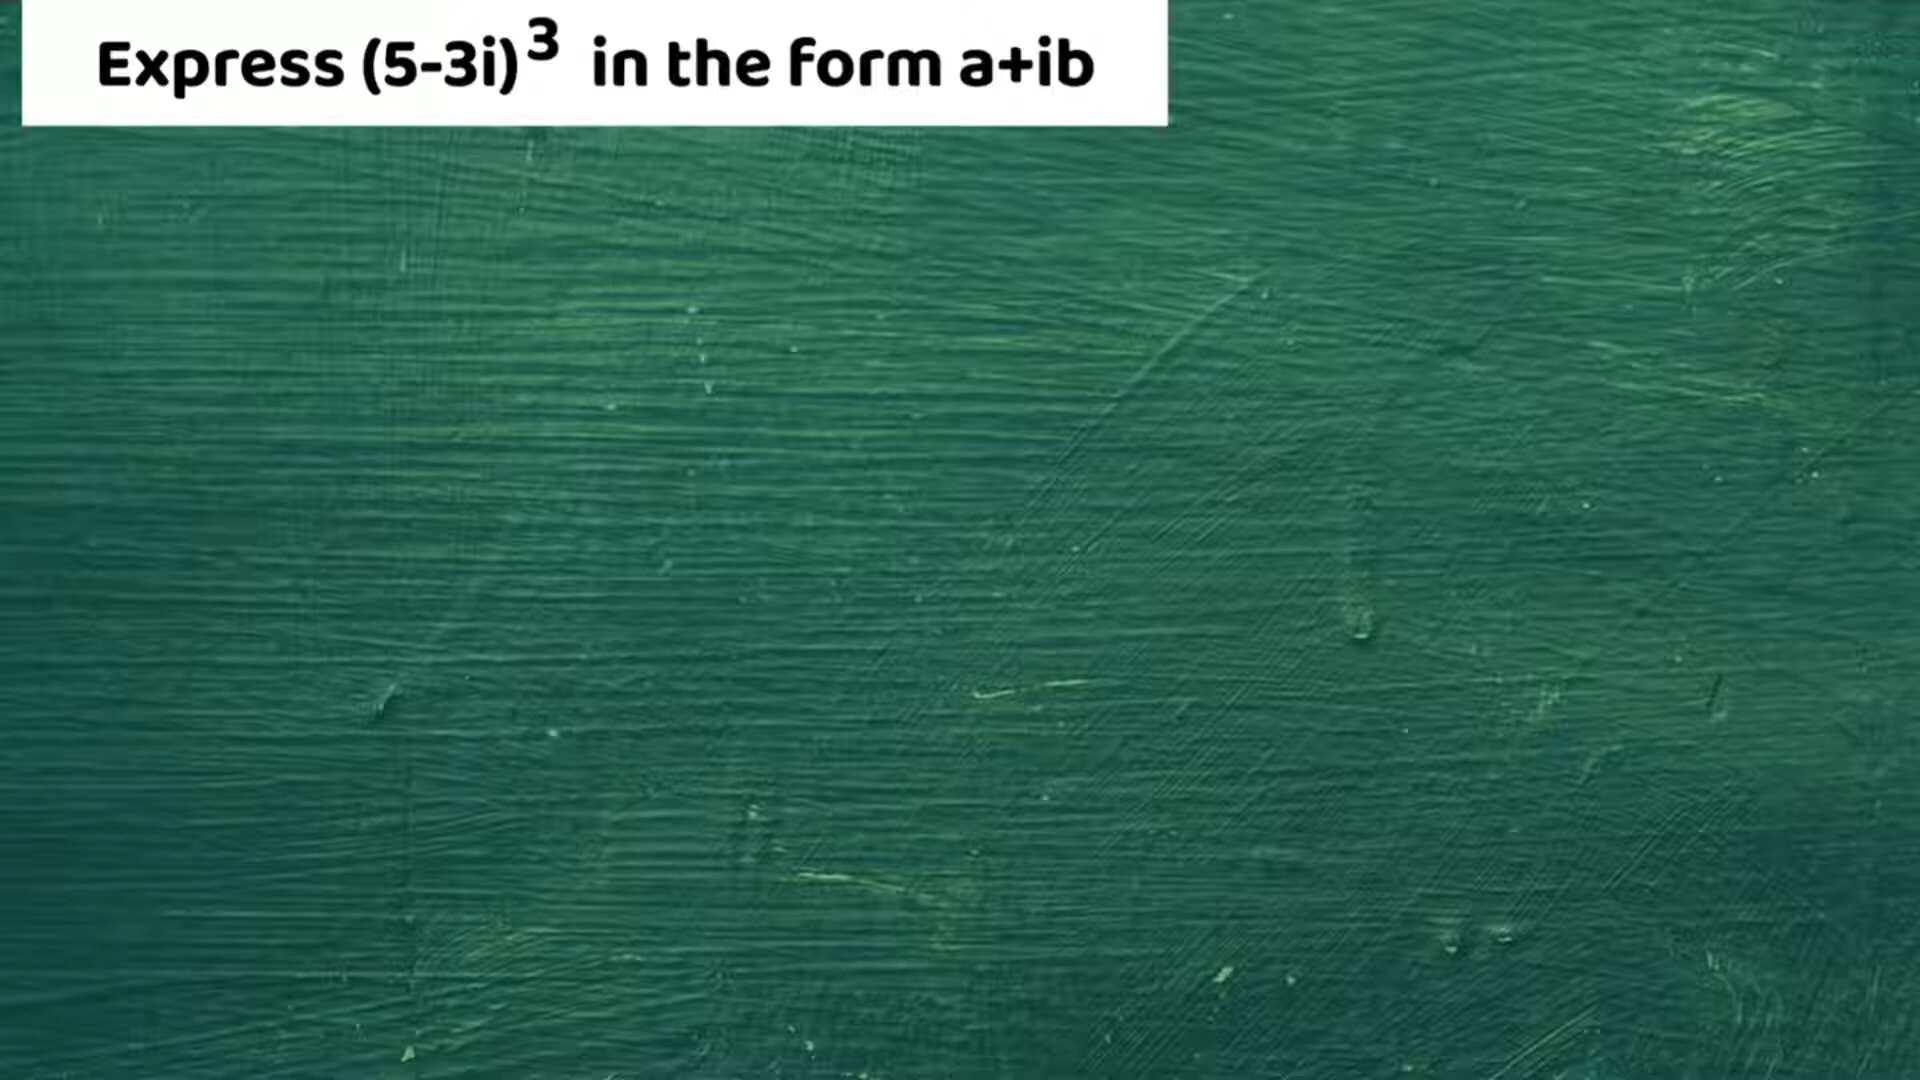 Express (5-3i)³ in the form a+ib